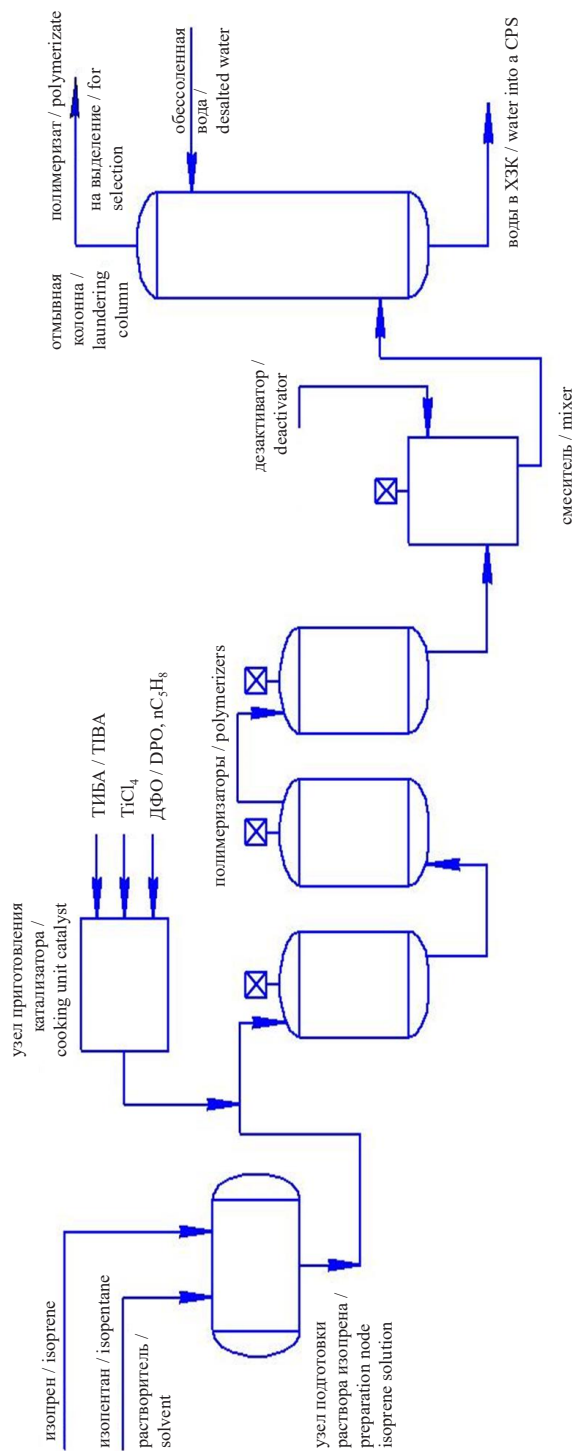 изопрен / isoprene
изопентан / isopentane
растворитель /
solvent
узел подготовки
раствора изопрена /
preparation node
isoprene solution
узел приготовления
катализатора /
cooking unit catalyst
ТИБА / TIBA
TiCl₄
ДФО / DPO, nC₅H₈
полимеризаторы / polymerizers
дезактиватор /
deactivator
смеситель / mixer
отмывная
колонна /
laundering
column
полимеризат / polymerizate
на выделение / for
selection
обессоленная
вода /
desalted water
воды в ХЗК / water into a CPS